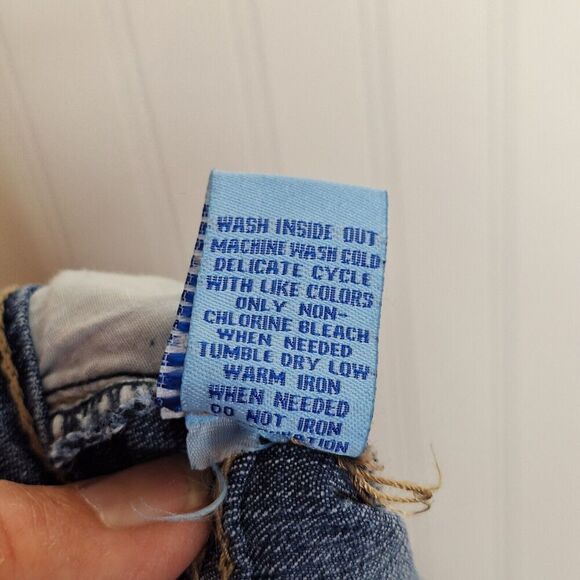 WASH INSIDE OUT
MACHINE WASH COLD
DELICATE CYCLE
WITH LIKE COLORS
ONLY NON-
CHLORINE BLEACH
WHEN NEEDED
TUMBLE DRY LOW
WARM IRON
WHEN NEEDED
DO NOT IRON